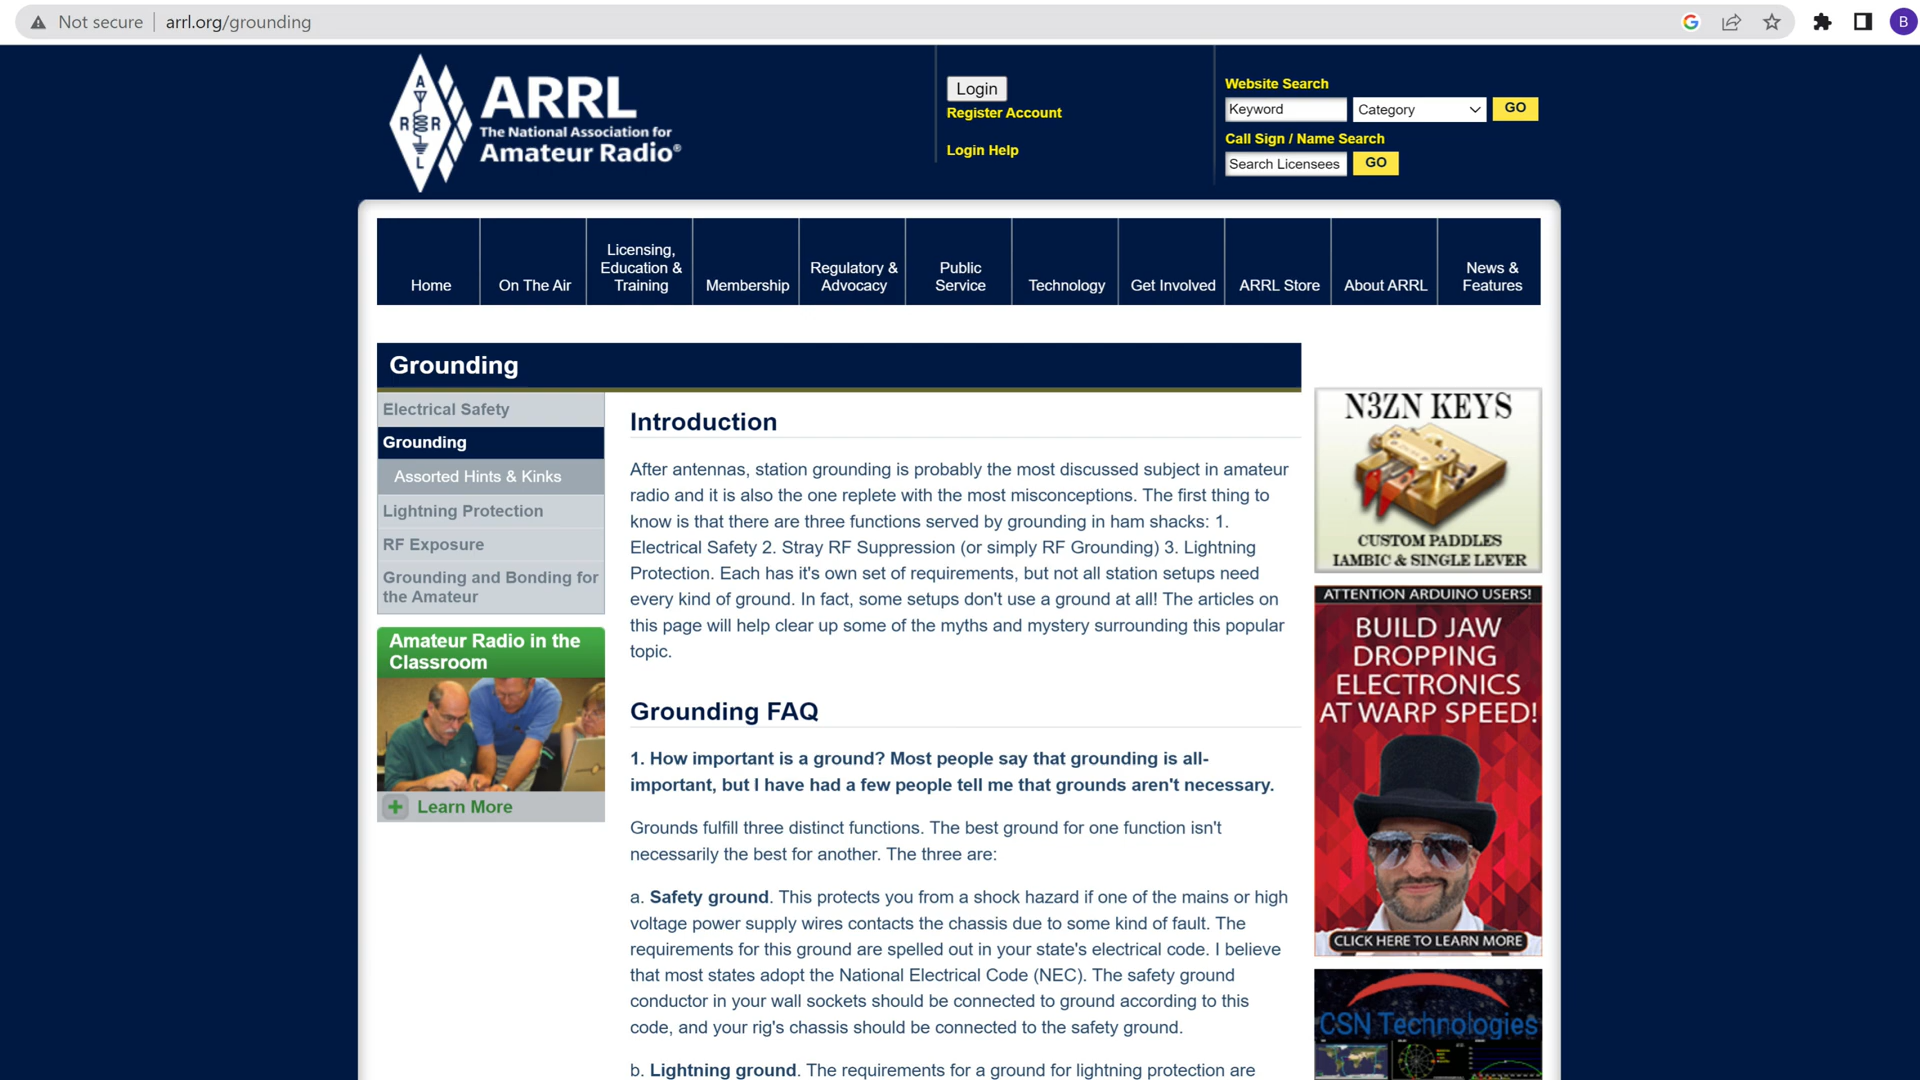 Not secure
arrl.org/grounding
B
A
R R
L
ARRL
The National Association for
Amateur Radio®
Login
Register Account
Login Help
Website Search
Keyword
Category
GO
Call Sign / Name Search
Search Licensees
GO
Home
On The Air
Licensing,
Education &
Training
Membership
Regulatory &
Advocacy
Public
Service
Technology
Get Involved
ARRL Store
About ARRL
News &
Features
Grounding
Electrical Safety
Grounding
Assorted Hints & Kinks
Lightning Protection
RF Exposure
Grounding and Bonding for
the Amateur
Amateur Radio in the
Classroom
Learn More
Introduction
After antennas, station grounding is probably the most discussed subject in amateur
radio and it is also the one replete with the most misconceptions. The first thing to
know is that there are three functions served by grounding in ham shacks: 1.
Electrical Safety 2. Stray RF Suppression (or simply RF Grounding) 3. Lightning
Protection. Each has it's own set of requirements, but not all station setups need
every kind of ground. In fact, some setups don't use a ground at all! The articles on
this page will help clear up some of the myths and mystery surrounding this popular
topic.
Grounding FAQ
1. How important is a ground? Most people say that grounding is all-
important, but I have had a few people tell me that grounds aren't necessary.
Grounds fulfill three distinct functions. The best ground for one function isn't
necessarily the best for another. The three are:
a. Safety ground. This protects you from a shock hazard if one of the mains or high
voltage power supply wires contacts the chassis due to some kind of fault. The
requirements for this ground are spelled out in your state's electrical code. I believe
that most states adopt the National Electrical Code (NEC). The safety ground
conductor in your wall sockets should be connected to ground according to this
code, and your rig's chassis should be connected to the safety ground.
b. Lightning ground. The requirements for a ground for lightning protection are
N3ZN KEYS
CUSTOM PADDLES
IAMBIC & SINGLE LEVER
ATTENTION ARDUINO USERS!
BUILD JAW
DROPPING
ELECTRONICS
AT WARP SPEED!
CLICK HERE TO LEARN MORE
CSN Technologies